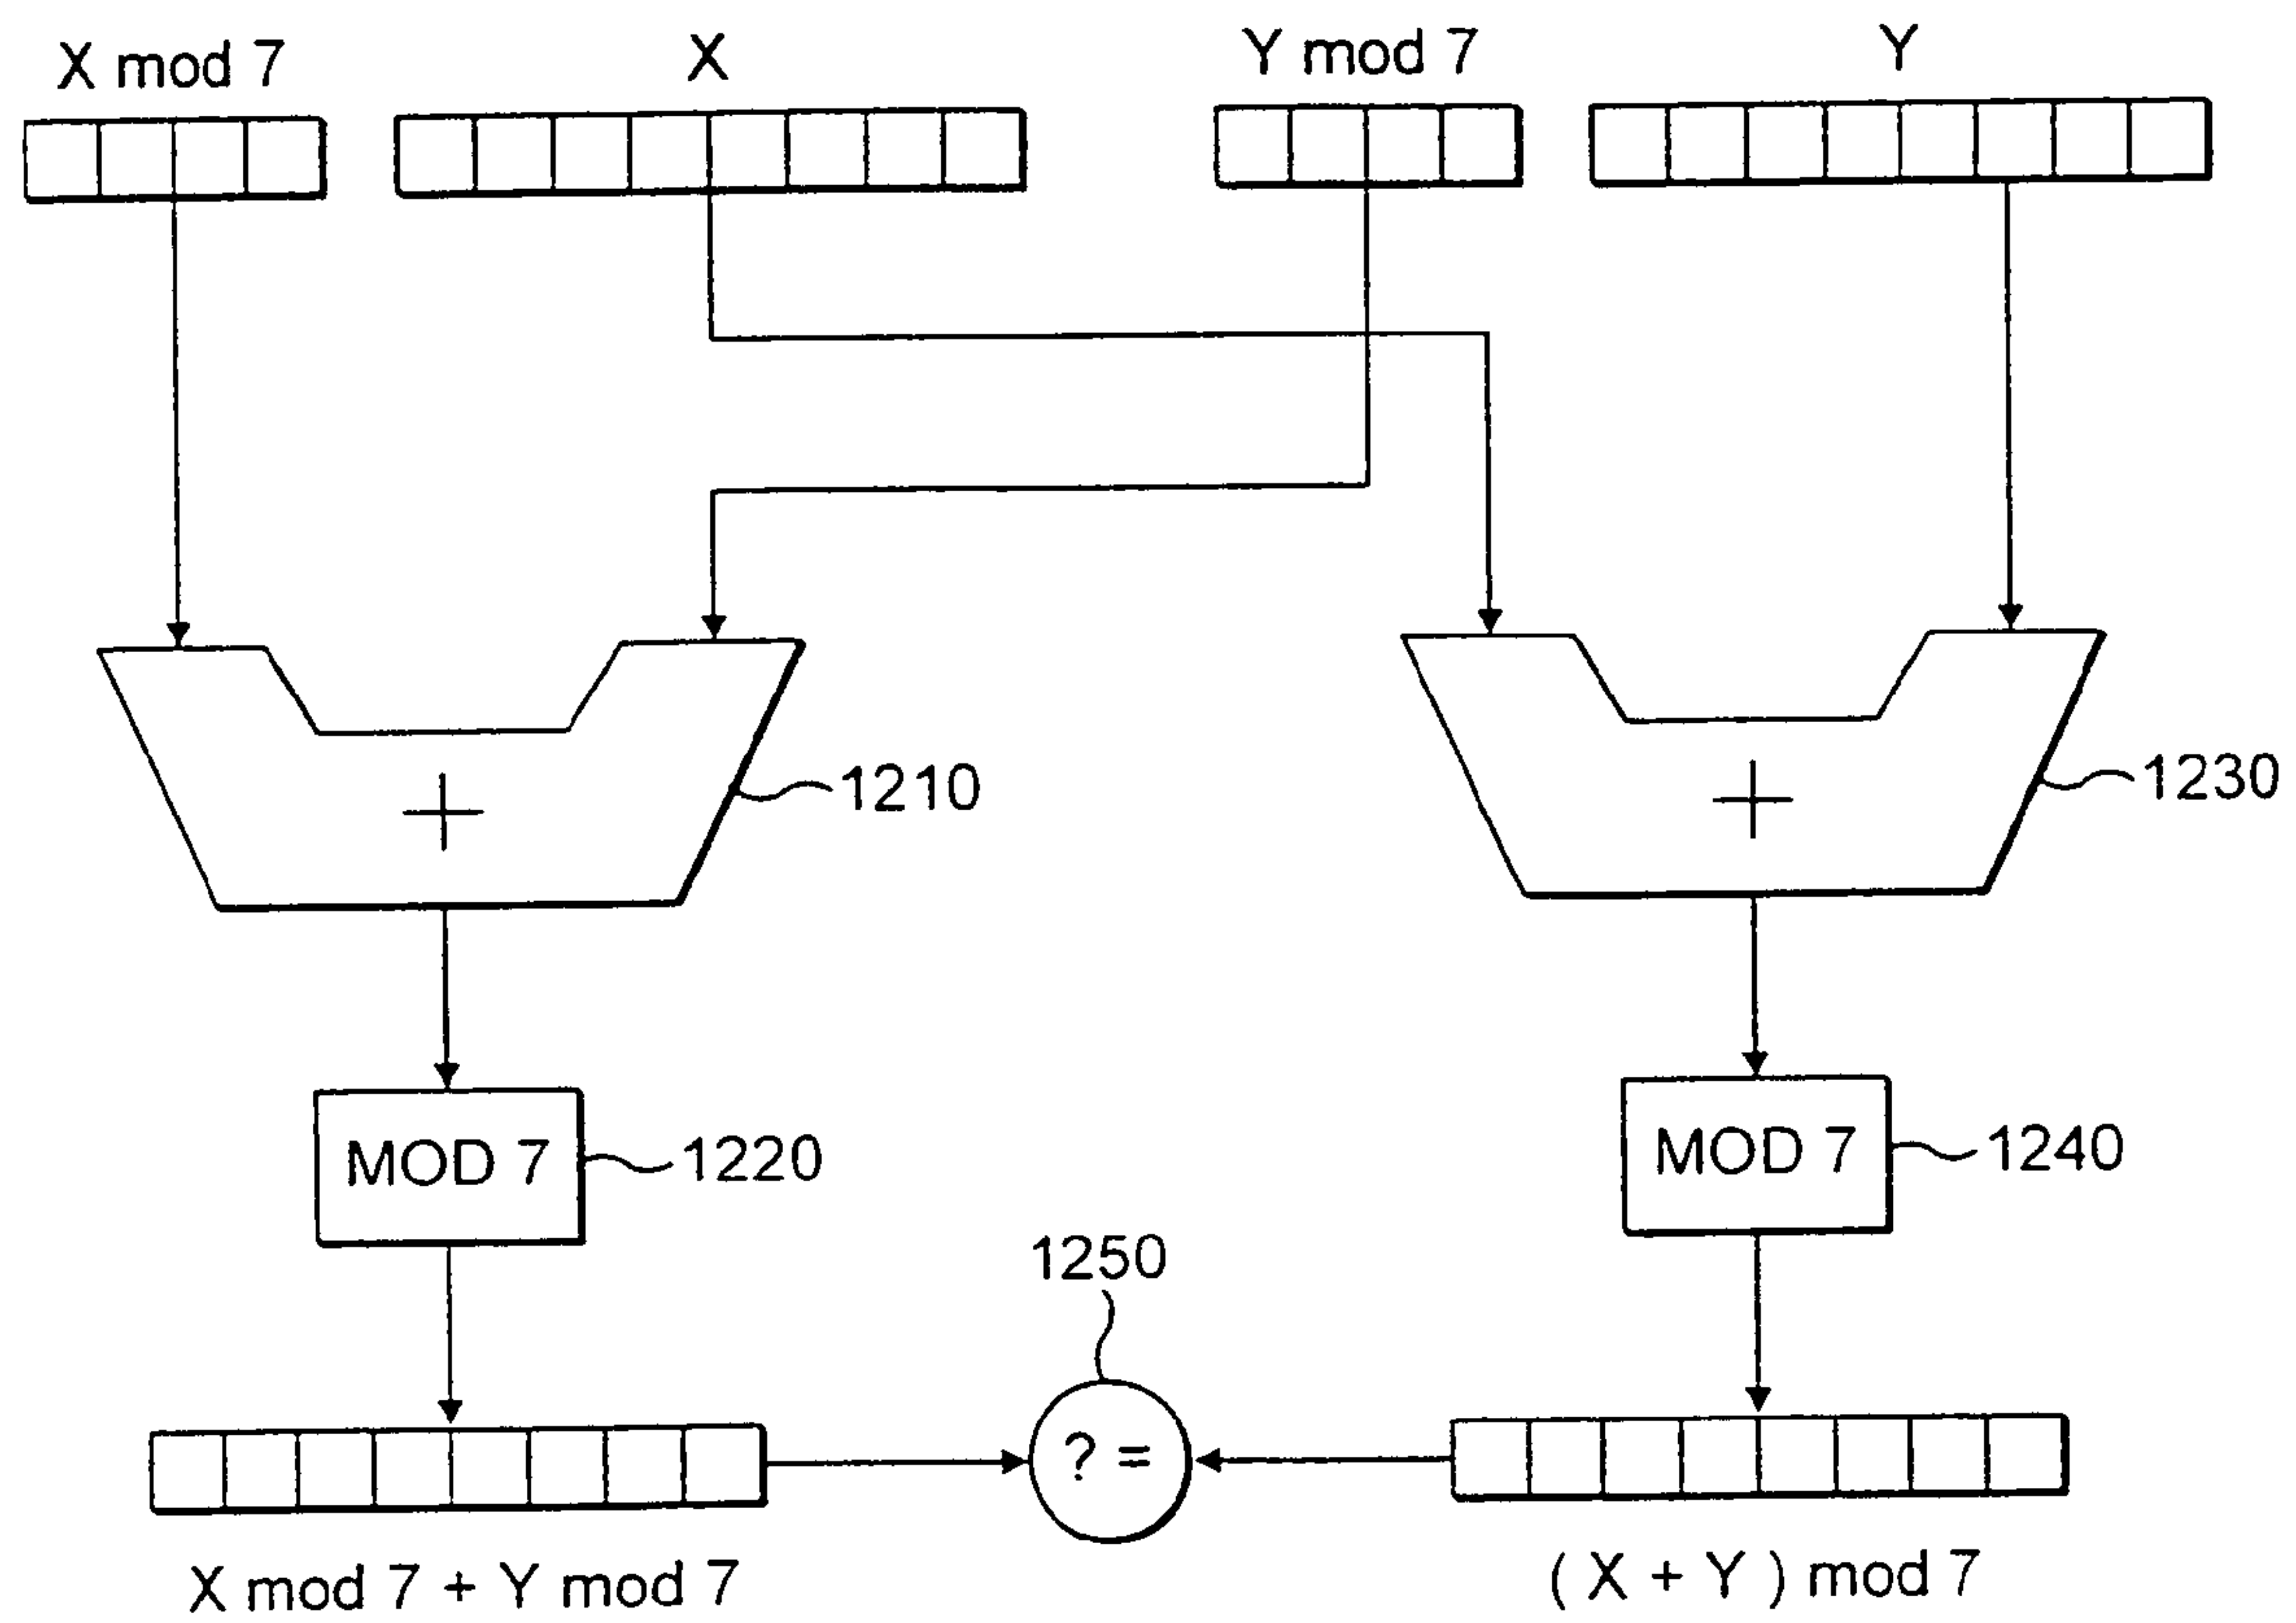 X mod 7
X
Y mod 7
Y
+
1210
+
1230
MOD 7
1220
MOD 7
1240
1250
? =
X mod 7 + Y mod 7
( X + Y ) mod 7